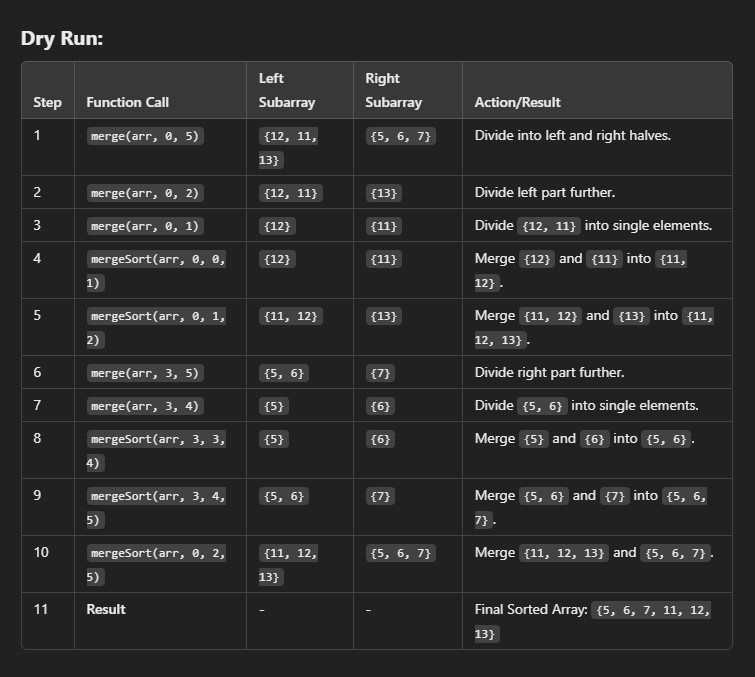 Dry Run:
Left Right
Step Function Call Subarray Subarray Action/Result
1 merge(arr, 0, 5) {12, 11, {5, 6, 7} Divide into left and right halves.
13}
2 merge(arr, 0, 2) {12, 11} {13} Divide left part further.
3 merge(arr, 0, 1) {12} {11} Divide {12, 11} into single elements.
4 mergeSort(arr, 0, 0, {12} {11} Merge {12} and {11} into {11,
1) 12}.
5 mergeSort(arr, 0, 1, {11, 12} {13} Merge {11, 12} and {13} into {11,
2) 12, 13}.
6 merge(arr, 3, 5) {5, 6} {7} Divide right part further.
7 merge(arr, 3, 4) {5} {6} Divide {5, 6} into single elements.
8 mergeSort(arr, 3, 3, {5} {6} Merge {5} and {6} into {5, 6}.
4)
9 mergeSort(arr, 3, 4, {5, 6} {7} Merge {5, 6} and {7} into {5, 6,
5) 7}.
10 mergeSort(arr, 0, 2, {11, 12, {5, 6, 7} Merge {11, 12, 13} and {5, 6, 7}.
5) 13}
11 Result - - Final Sorted Array: {5, 6, 7, 11, 12,
13}